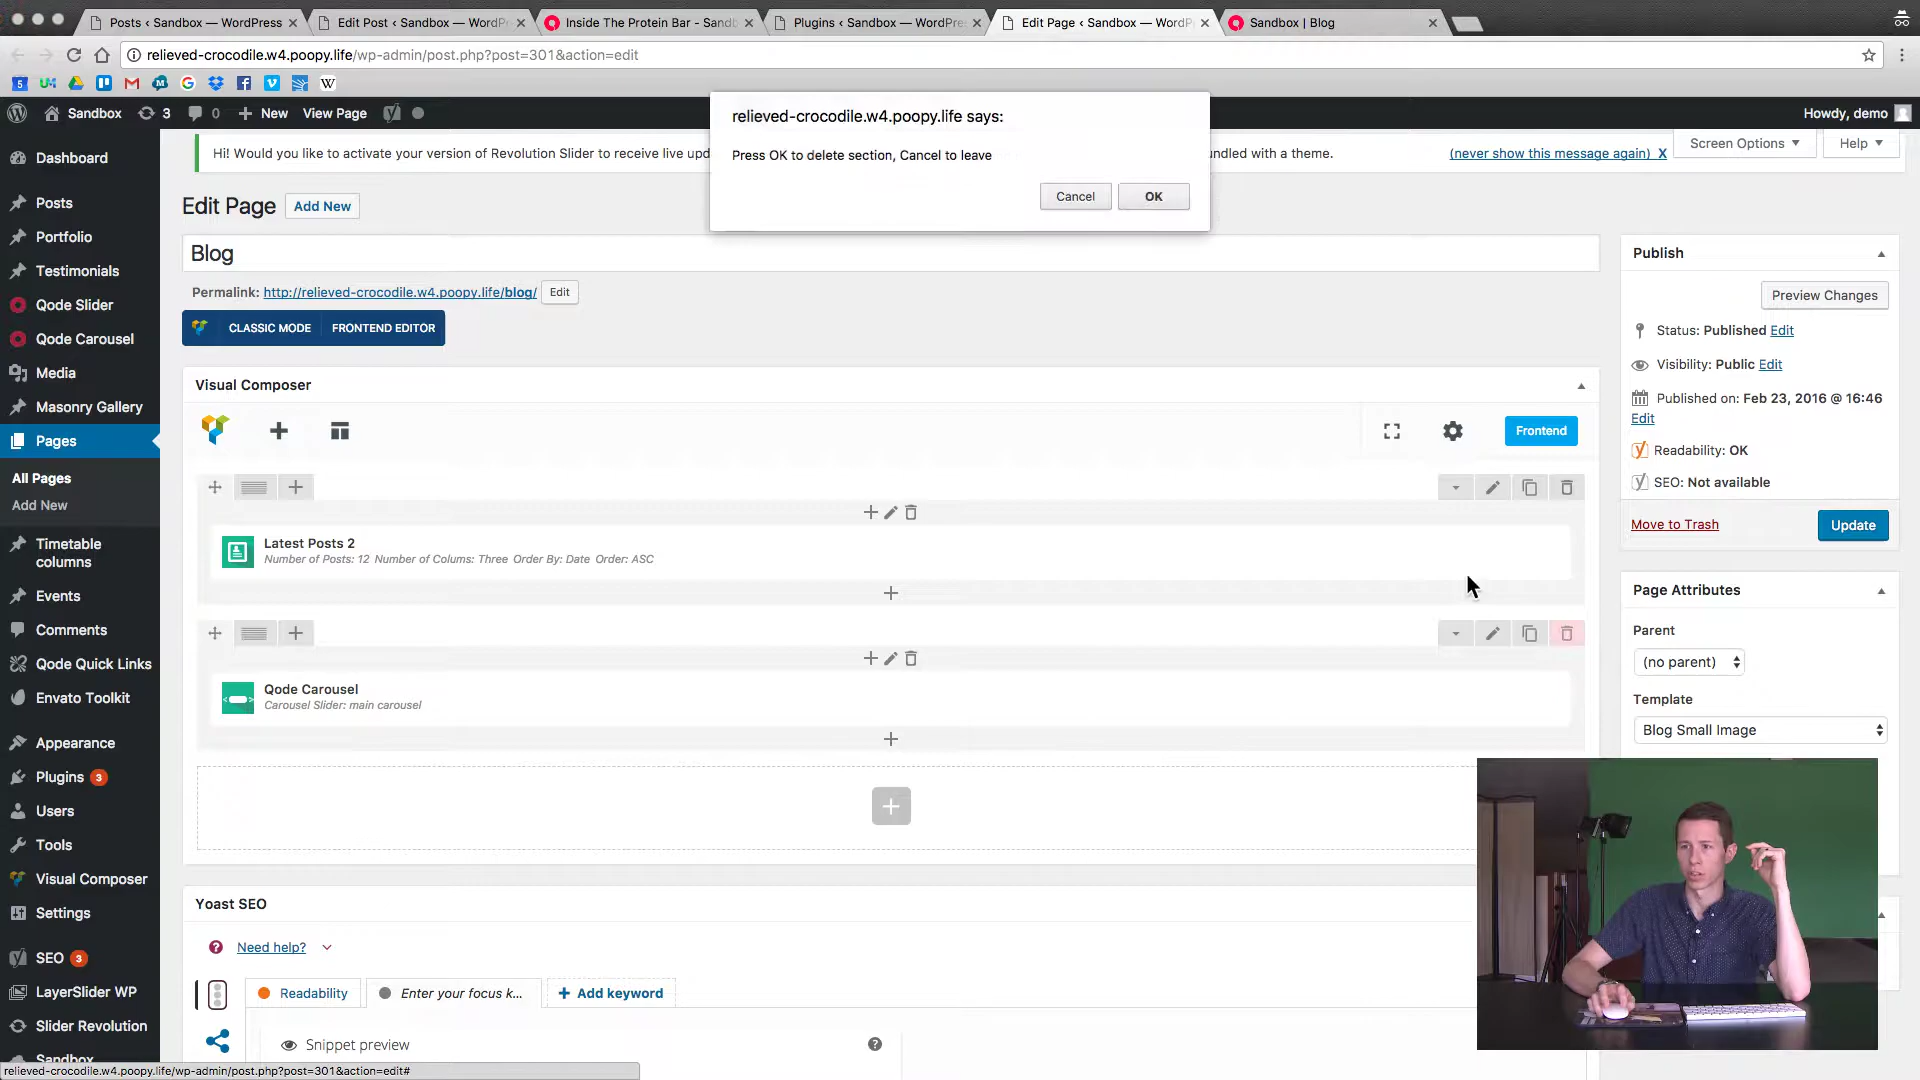 Posts ‹ Sandbox — WordPress
Edit Post ‹ Sandbox — WordPr
Inside The Protein Bar - Sand
Plugins ‹ Sandbox — WordPre
Edit Page ‹ Sandbox — WordP
Sandbox | Blog
relieved-crocodile.w4.poopy.life/wp-admin/post.php?post=301&action=edit
Sandbox
3
0
New
View Page
Howdy, demo
relieved-crocodile.w4.poopy.life says:
Press OK to delete section, Cancel to leave
Cancel
OK
Hi! Would you like to activate your version of Revolution Slider to receive live upd
undled with a theme.
(never show this message again) X
Screen Options
Help
Dashboard
Posts
Portfolio
Testimonials
Qode Slider
Qode Carousel
Media
Masonry Gallery
Pages
All Pages
Add New
Timetable
columns
Events
Comments
Qode Quick Links
Envato Toolkit
Appearance
Plugins 3
Users
Tools
Visual Composer
Settings
SEO 3
LayerSlider WP
Slider Revolution
Sandbox
Edit Page
Add New
Blog
Permalink: http://relieved-crocodile.w4.poopy.life/blog/
Edit
CLASSIC MODE
FRONTEND EDITOR
Visual Composer
Frontend
Latest Posts 2
Number of Posts: 12 Number of Colums: Three Order By: Date Order: ASC
Qode Carousel
Carousel Slider: main carousel
Yoast SEO
Need help?
Readability
Enter your focus k...
Add keyword
Snippet preview
Publish
Preview Changes
Status: Published Edit
Visibility: Public Edit
Published on: Feb 23, 2016 @ 16:46
Edit
Readability: OK
SEO: Not available
Move to Trash
Update
Page Attributes
Parent
(no parent)
Template
Blog Small Image
relieved-crocodile.w4.poopy.life/wp-admin/post.php?post=301&action=edit#